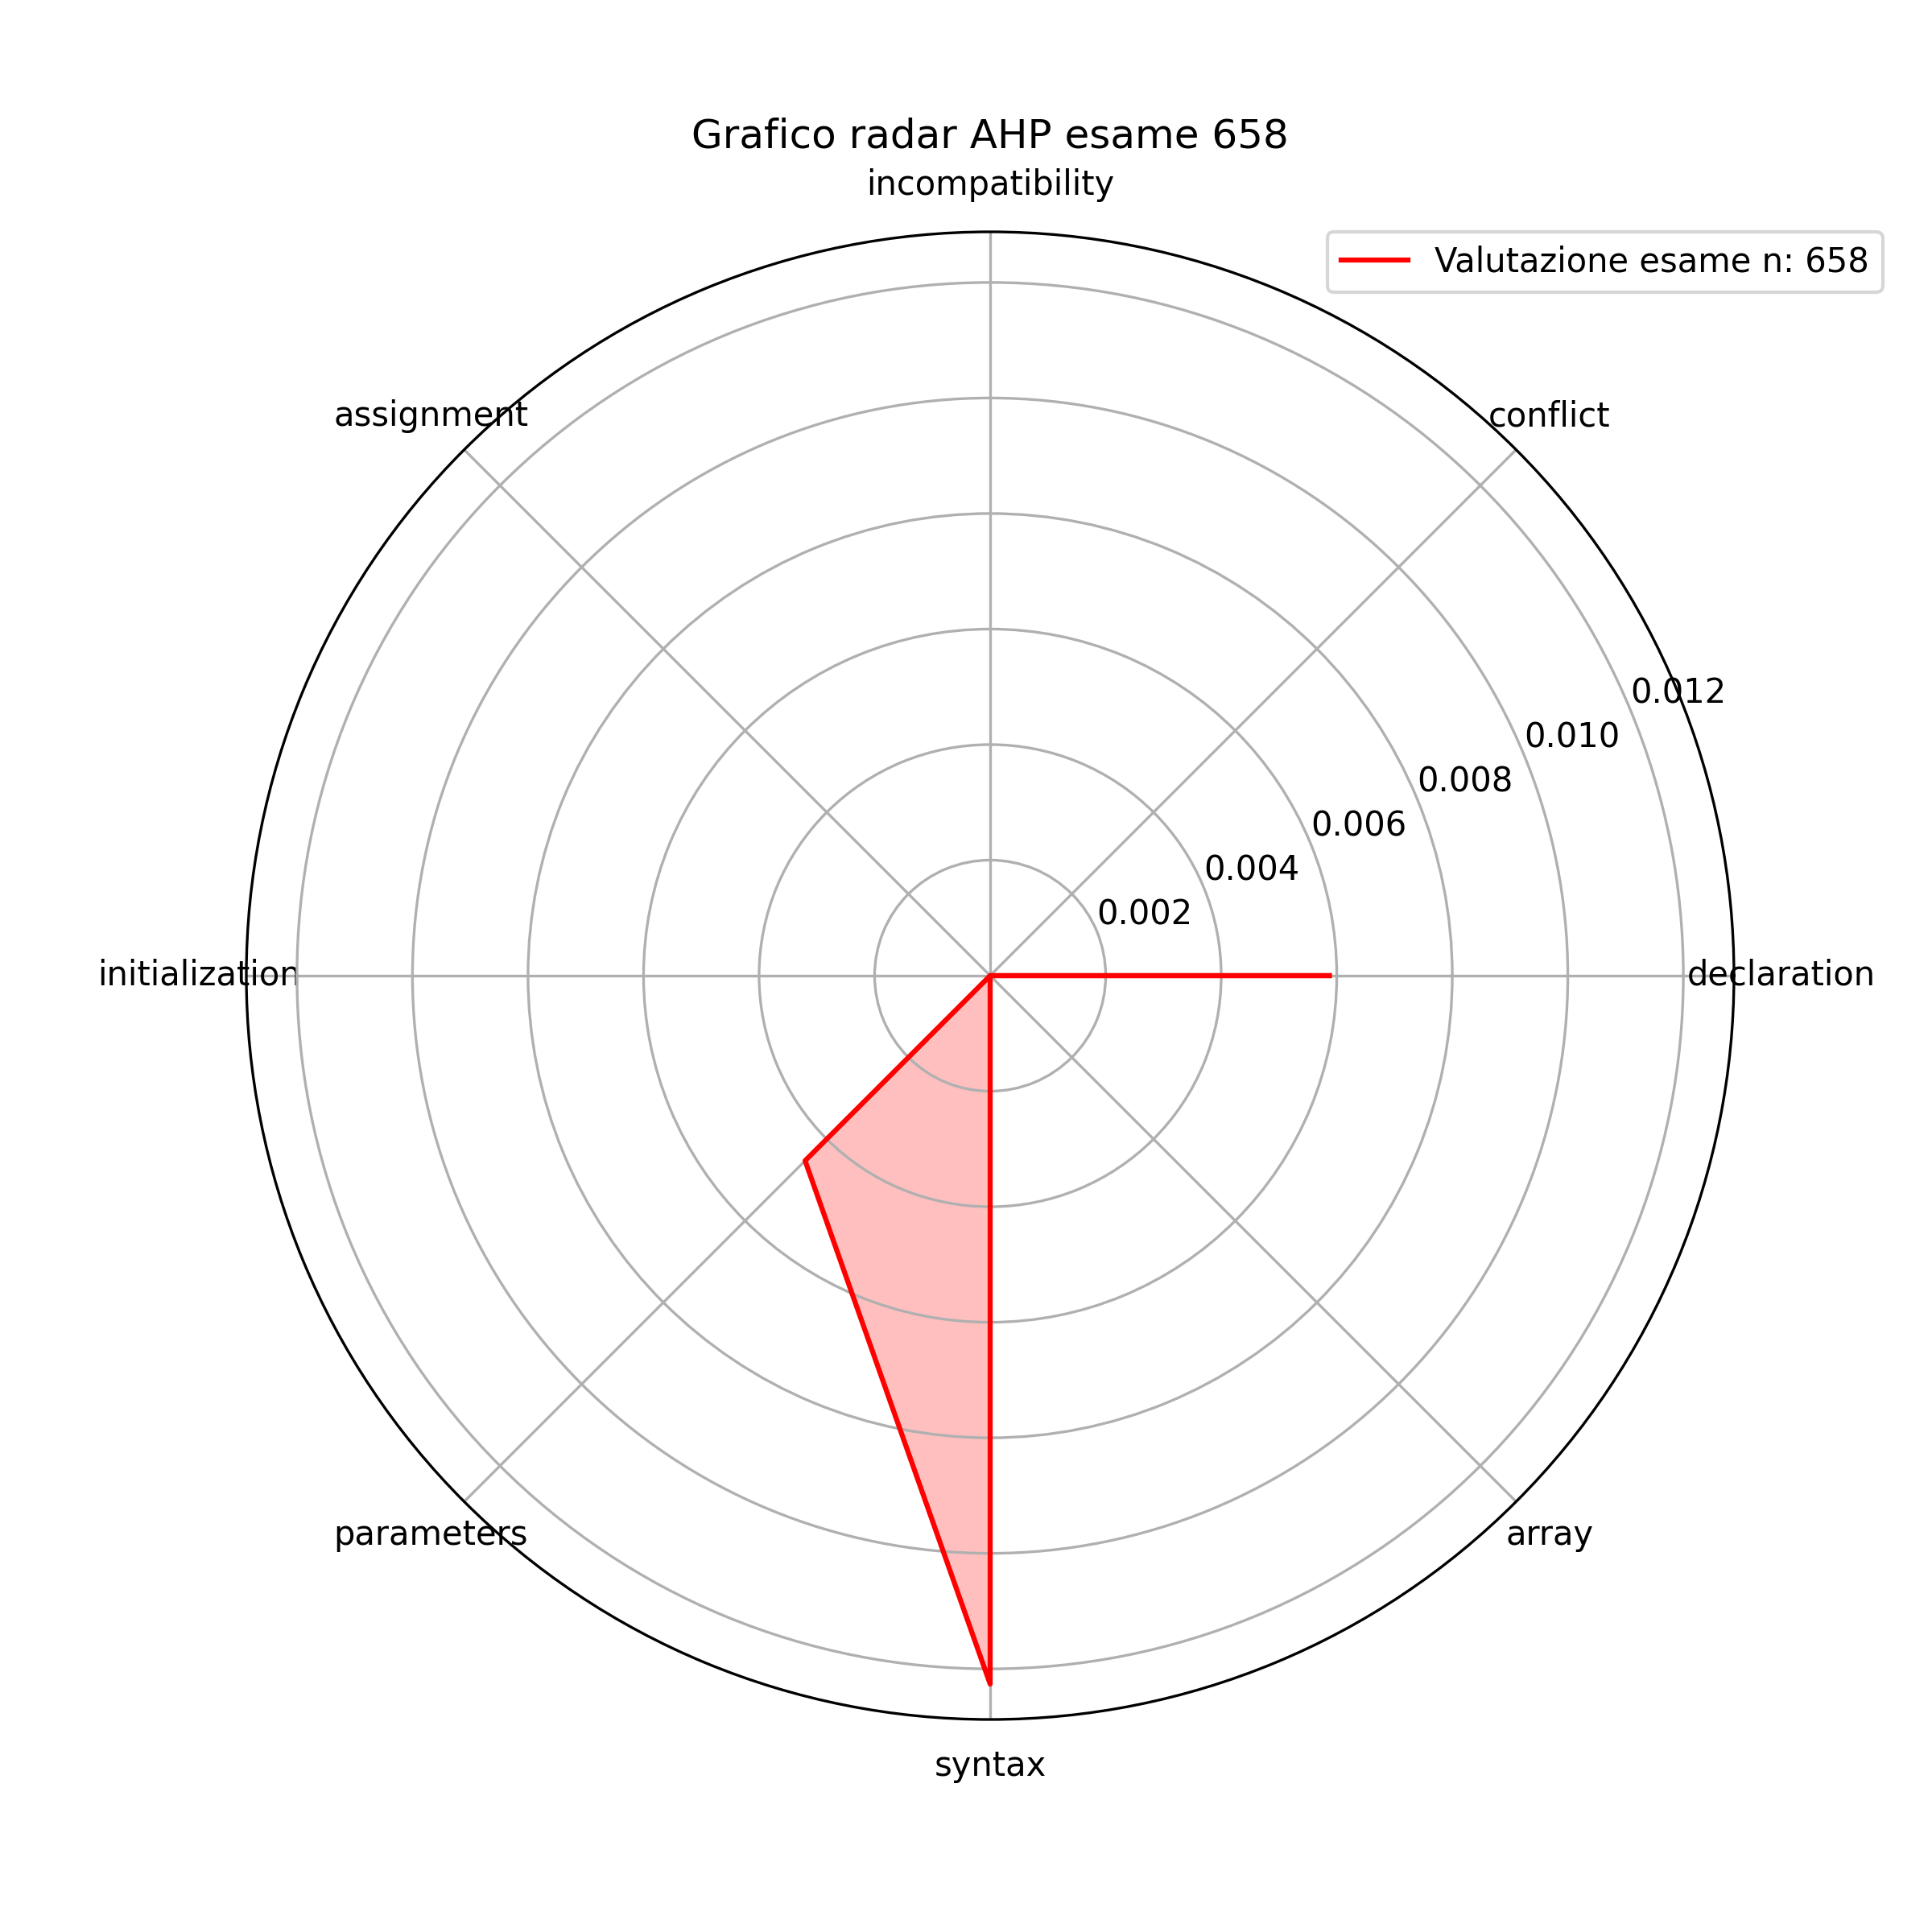 Grafico radar AHP esame 658
incompatibility
Valutazione esame n: 658
assignment
conflict
0.012
0.010
0.008
0.006
0.004
0.002
initialization
declaration
parameters
array
syntax